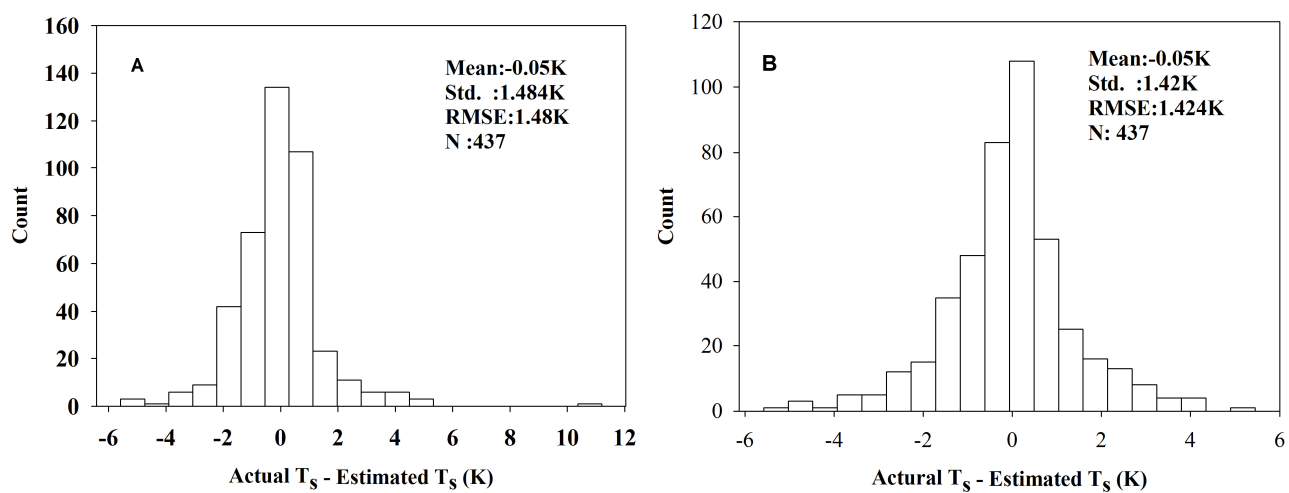 A
Mean:-0.05K
Std. :1.484K
RMSE:1.48K
N :437
160
140
120
100
80
60
40
20
0
Count
-6 -4 -2 0 2 4 6 8 10 12
Actual Ts - Estimated Ts (K)
B
Mean:-0.05K
Std. :1.42K
RMSE:1.424K
N: 437
120
100
80
60
40
20
0
Count
-6 -4 -2 0 2 4 6
Actural Ts - Estimated Ts (K)